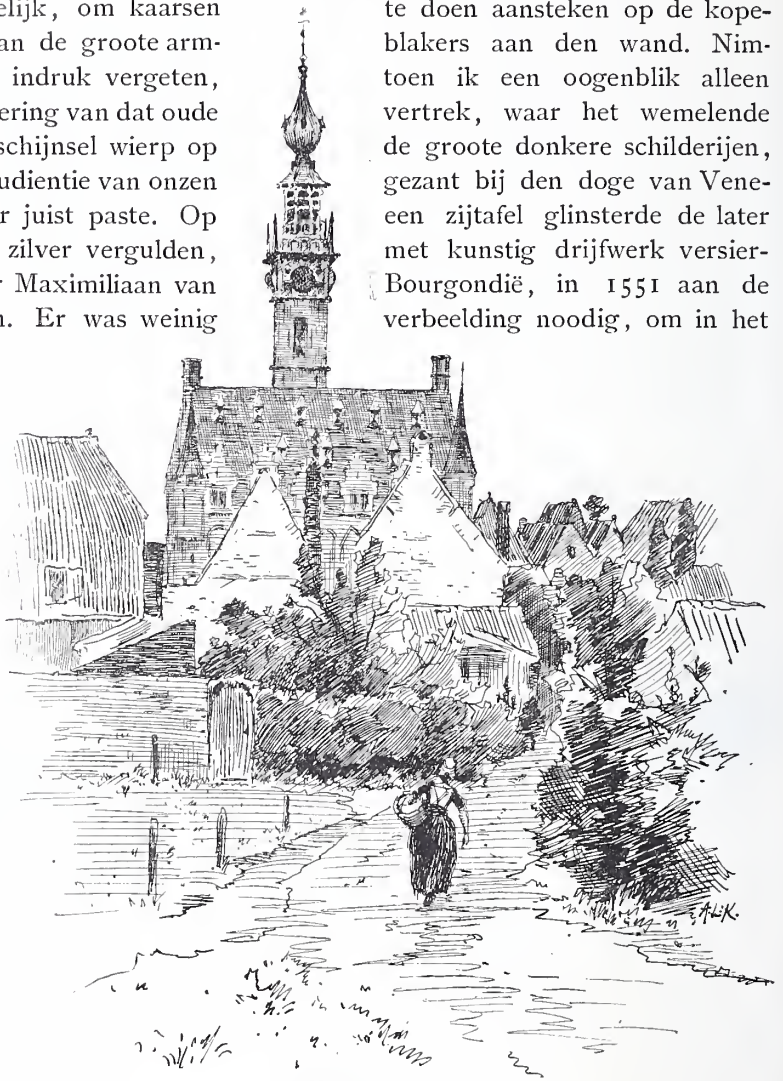 elijk, om kaarsen te doen aansteken op de kope-
an de groote arm- blakers aan den wand. Nim-
indruk vergeten, toen ik een oogenblik alleen
ering van dat oude vertrek, waar het wemelende
schijnsel wierp op de groote donkere schilderijen,
udientie van onzen gezant bij den doge van Vene-
r juist paste. Op een zijtafel glinsterde de later
zilver vergulden, met kunstig drijfwerk versier-
r Maximiliaan van Bourgondië, in 1551 aan de
n. Er was weinig verbeelding noodig, om in het